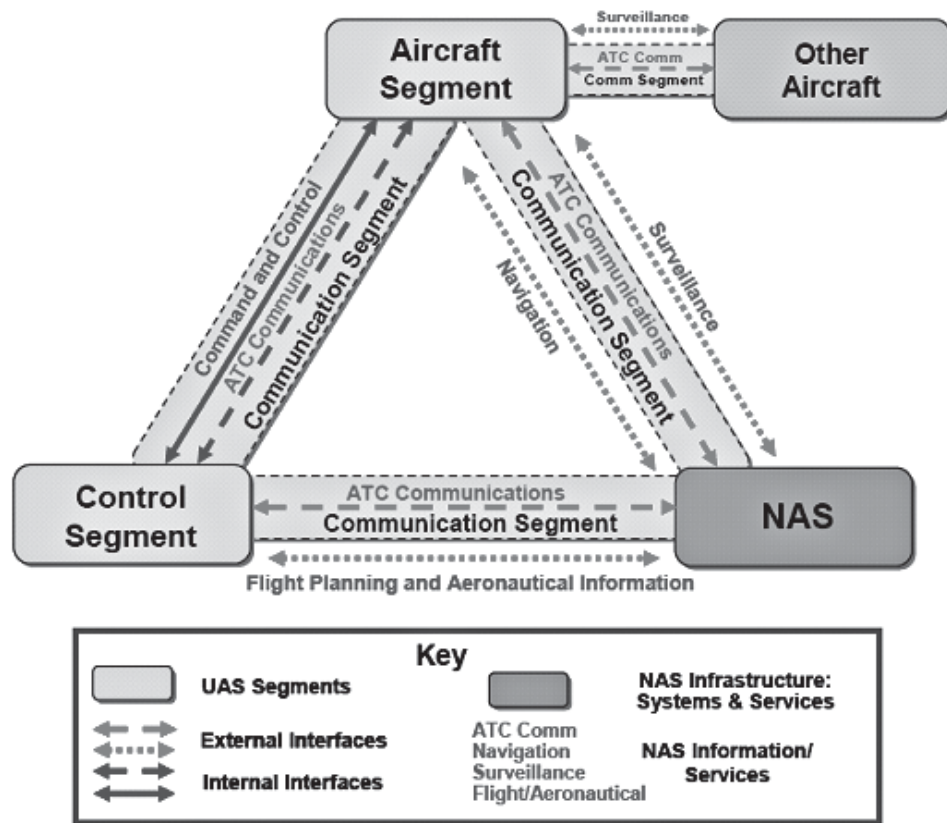 Surveillance
Aircraft
Segment
ATC Comm
Comm Segment
Other
Aircraft
Command and Control
ATC Communications
Communication Segment
ATC Communications
Communication Segment
Surveillance
Navigation
Control
Segment
ATC Communications
Communication Segment
NAS
Flight Planning and Aeronautical Information
Key
UAS Segments
External Interfaces
Internal Interfaces
NAS Infrastructure:
Systems & Services
ATC Comm
Navigation
Surveillance
Flight/Aeronautical
NAS Information/
Services